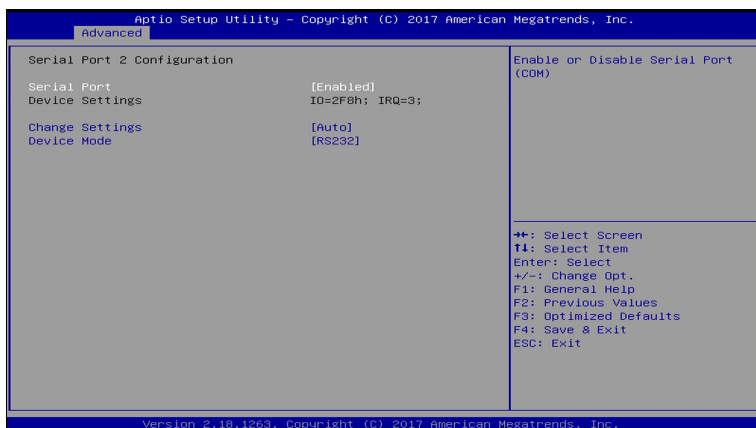 Aptio Setup Utility – Copyright (C) 2017 American Megatrends, Inc.
Advanced
Serial Port 2 Configuration
Serial Port [Enabled]
Device Settings IO=2F8h; IRQ=3;
Change Settings [Auto]
Device Mode [RS232]
Enable or Disable Serial Port
(COM)
→←: Select Screen
↑↓: Select Item
Enter: Select
+/-: Change Opt.
F1: General Help
F2: Previous Values
F3: Optimized Defaults
F4: Save & Exit
ESC: Exit
Version 2.18.1263. Copyright (C) 2017 American Megatrends, Inc.